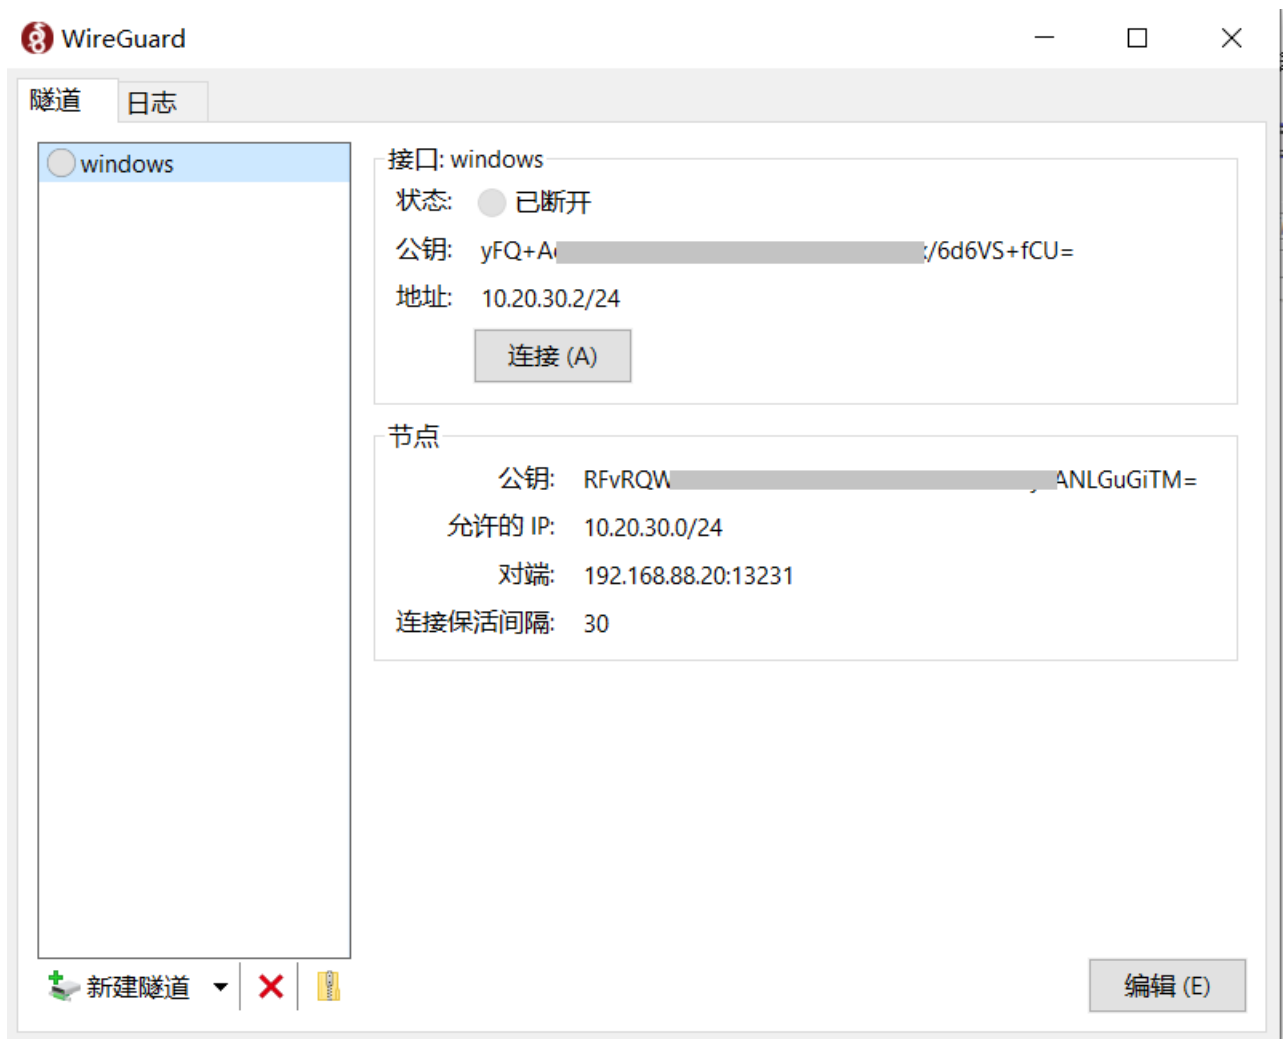 WireGuard
隧道
日志
windows
接口: windows
状态: 已断开
公钥: yFQ+A /6d6VS+fCU=
地址: 10.20.30.2/24
连接 (A)
节点
公钥: RFvRQW ANLGuGiTM=
允许的 IP: 10.20.30.0/24
对端: 192.168.88.20:13231
连接保活间隔: 30
新建隧道
编辑 (E)